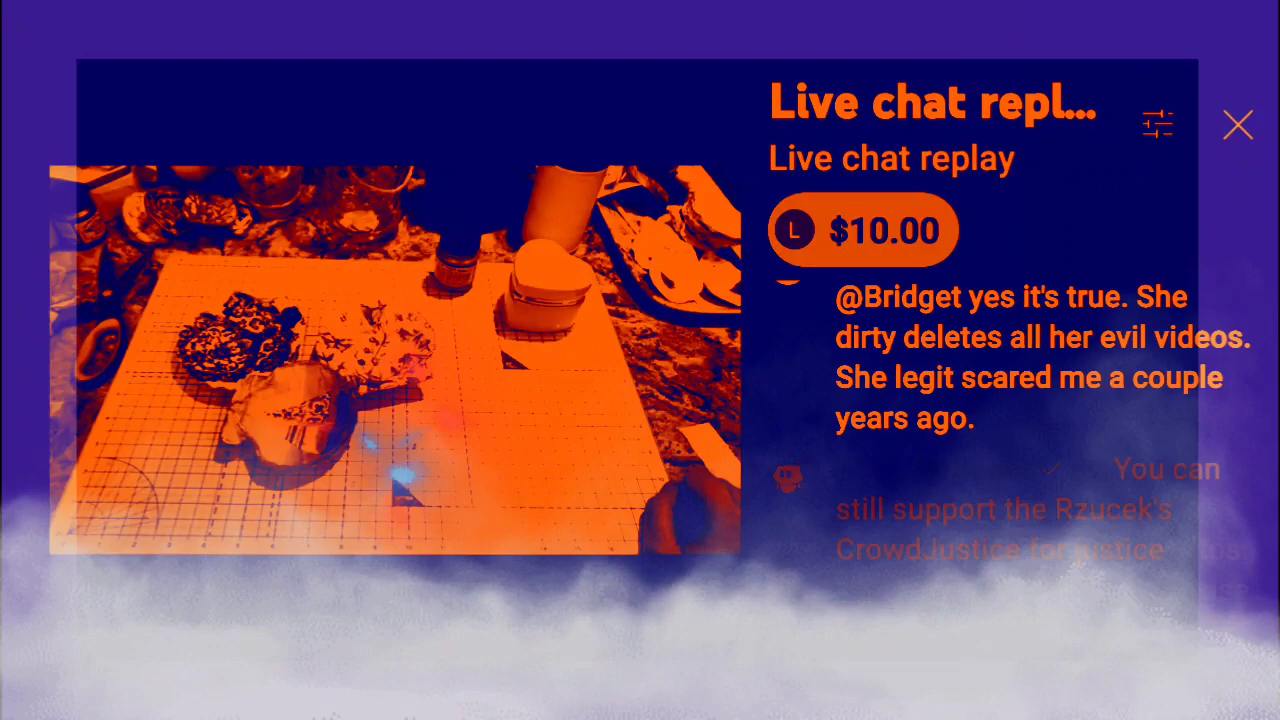 Live chat repl...
Live chat replay
L $10.00
@Bridget yes it's true. She
dirty deletes all her evil videos.
She legit scared me a couple
years ago.
You can
still support the Rzucek's
CrowdJustice for justice